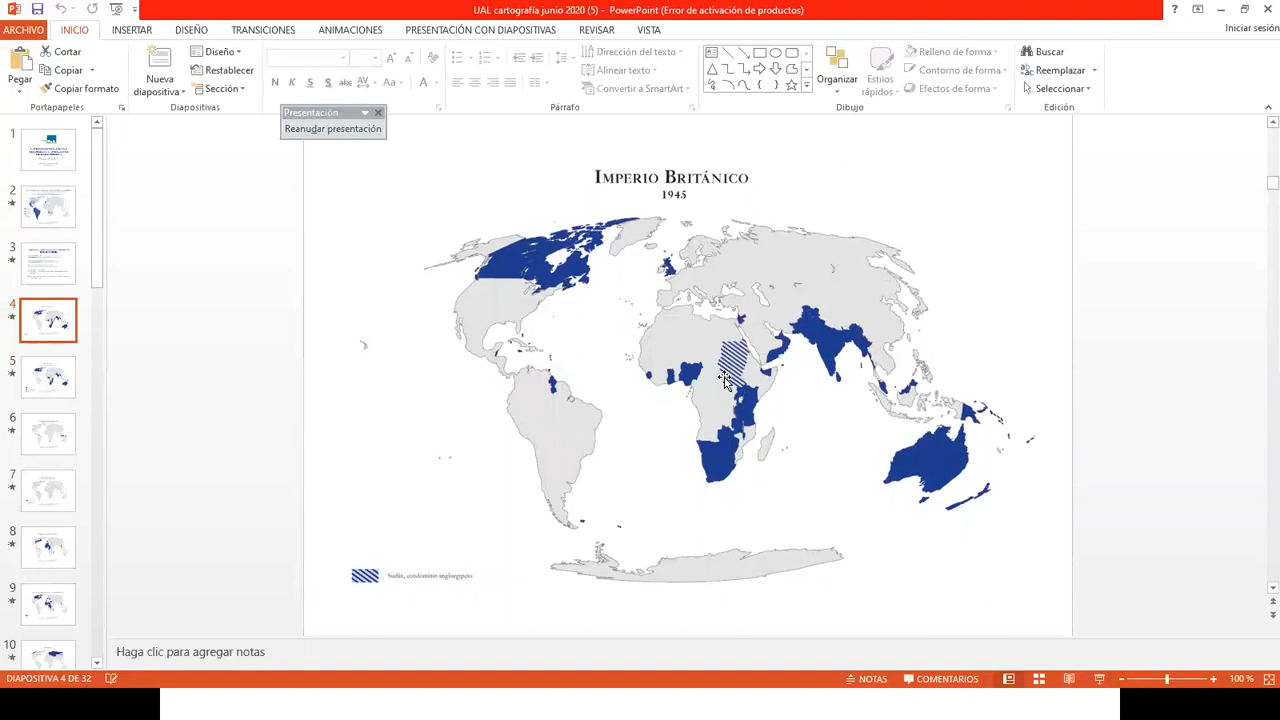 UAL cartografía junio 2020 (5) - PowerPoint (Error de activación de productos)
ARCHIVO INICIO INSERTAR DISEÑO TRANSICIONES ANIMACIONES PRESENTACIÓN CON DIAPOSITIVAS REVISAR VISTA
Iniciar sesión
Pegar
Cortar
Copiar
Copiar formato
Portapapeles
Nueva
diapositiva
Diseño
Restablecer
Sección
Diapositivas
N K S S abc AV Aa A
Dirección del texto
Alinear texto
Convertir a SmartArt
Párrafo
Organizar
Estilos
rápidos
Relleno de forma
Contorno de forma
Efectos de forma
Dibujo
Buscar
Reemplazar
Seleccionar
Edición
Presentación
Reanudar presentación
1
2
3
4
5
6
7
8
9
10
IMPERIO BRITÁNICO
1945
Sudán, condominio angloegipcio
Haga clic para agregar notas
DIAPOSITIVA 4 DE 32
NOTAS
COMENTARIOS
100 %